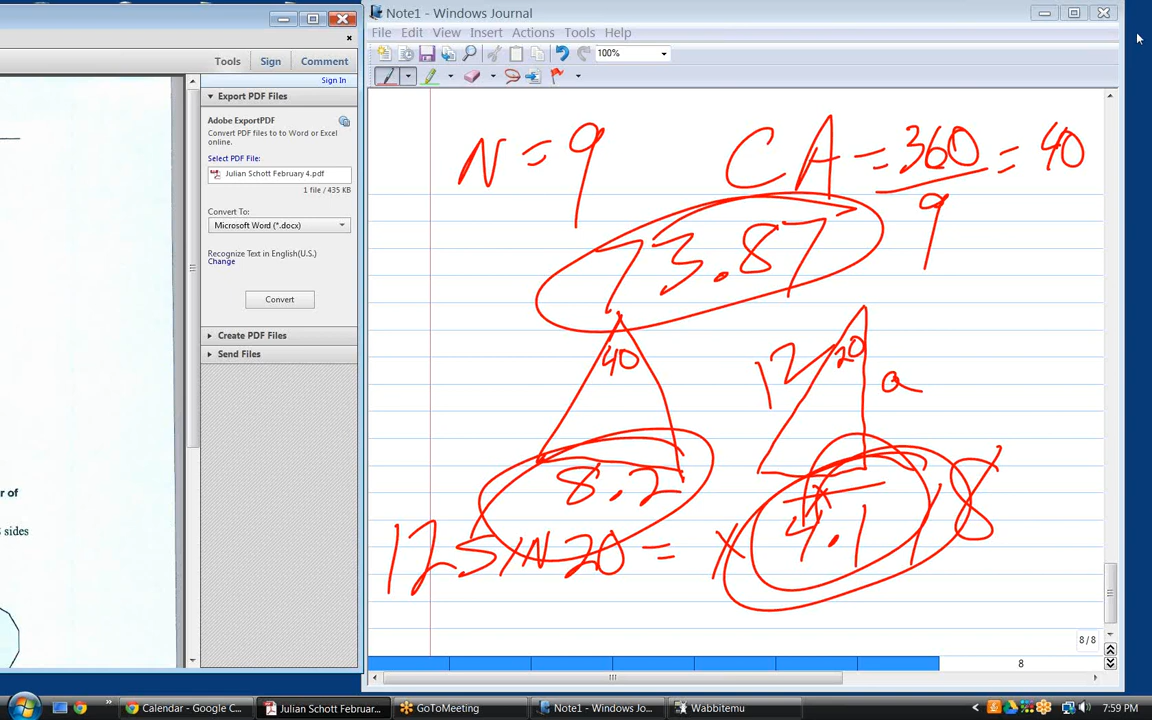 Note1 - Windows Journal
File Edit View Insert Actions Tools Help
100%
Tools Sign Comment
Sign In
Export PDF Files
Adobe ExportPDF
Convert PDF files to to Word or Excel
online.
Select PDF File:
Julian Schott February 4.pdf
1 file / 435 KB
Convert To:
Microsoft Word (*.docx)
Recognize Text in English(U.S.)
Change
Convert
Create PDF Files
Send Files
r of
sides
N = 9
CA = 360 = 40
9
73.87
40
12 20
a
8.2
x
4.1
8
12 SIN 20 = x
8 / 8
8
Calendar - Google C...
Julian Schott Februar...
GoToMeeting
Note1 - Windows Jo...
Wabbitemu
7:59 PM